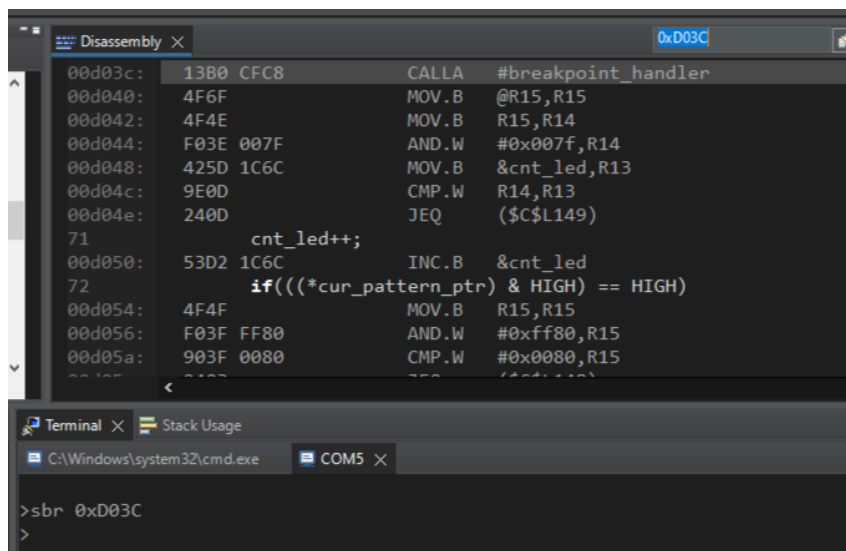 Disassembly
0xD03C
00d03c: 13B0 CFC8 CALLA #breakpoint_handler
00d040: 4F6F MOV.B @R15,R15
00d042: 4F4E MOV.B R15,R14
00d044: F03E 007F AND.W #0x007f,R14
00d048: 425D 1C6C MOV.B &cnt_led,R13
00d04c: 9E0D CMP.W R14,R13
00d04e: 240D JEQ ($C$L149)
71 cnt_led++;
00d050: 53D2 1C6C INC.B &cnt_led
72 if(((*cur_pattern_ptr) & HIGH) == HIGH)
00d054: 4F4F MOV.B R15,R15
00d056: F03F FF80 AND.W #0xff80,R15
00d05a: 903F 0080 CMP.W #0x0080,R15
Terminal Stack Usage
C:\Windows\system32\cmd.exe COM5
>sbr 0xD03C
>